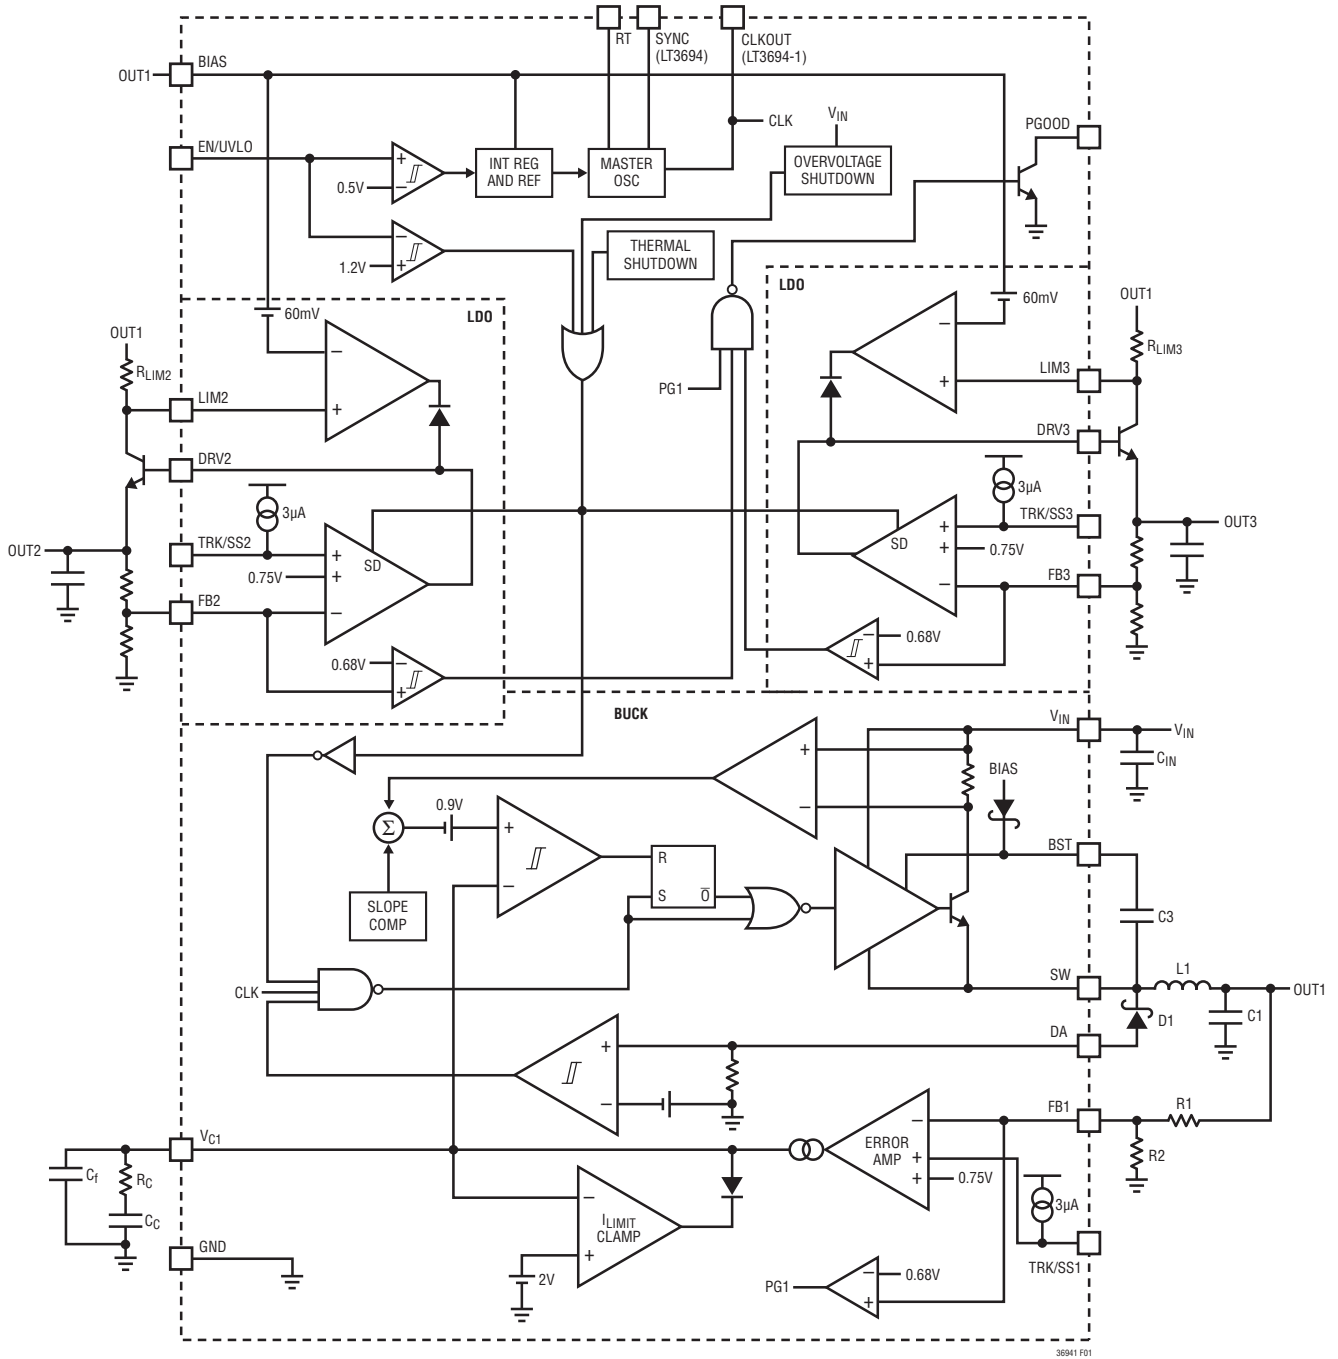 RT
SYNC
(LT3694)
CLKOUT
(LT3694-1)
OUT1
BIAS
CLK
VIN
PGOOD
EN/UVLO
+
0.5V
−
INT REG
AND REF
MASTER
OSC
OVERVOLTAGE
SHUTDOWN
−
1.2V
+
THERMAL
SHUTDOWN
LDO
60mV
LDO
60mV
OUT1
OUT1
RLIM2
−
−
RLIM3
LIM2
+
PG1
+
LIM3
DRV2
DRV3
3µA
3µA
TRK/SS2
+
SD
SD
+
TRK/SS3
OUT2
0.75V
+
+
0.75V
OUT3
FB2
−
−
FB3
0.68V
−
+
−
0.68V
+
BUCK
VIN
VIN
CIN
+
−
BIAS
0.9V
Σ
+
−
R
S
O̅
BST
SLOPE
COMP
C3
CLK
SW
L1
OUT1
D1
C1
DA
+
−
FB1
R1
R2
ERROR
AMP
−
+
+
0.75V
VC1
Cf
RC
CC
3µA
−
ILIMIT
CLAMP
+
2V
GND
TRK/SS1
PG1
−
0.68V
+
36941 F01